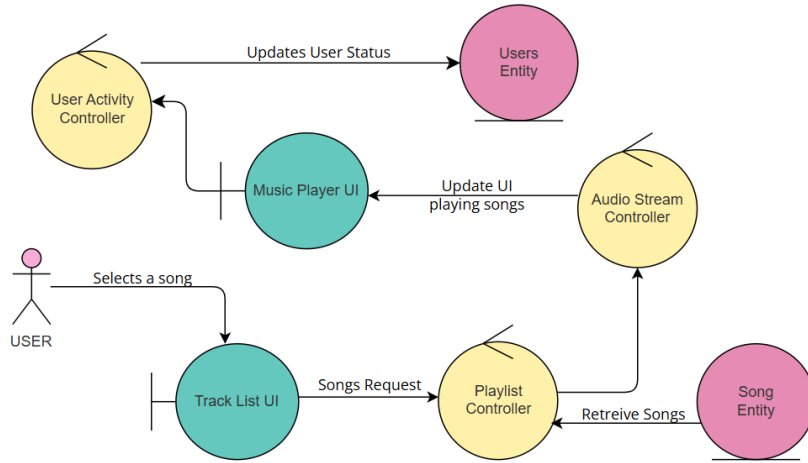 Updates User Status
Users
Entity
User Activity
Controller
Music Player UI
Update UI
playing songs
Audio Stream
Controller
Selects a song
USER
Track List UI
Songs Request
Playlist
Controller
Retreive Songs
Song
Entity